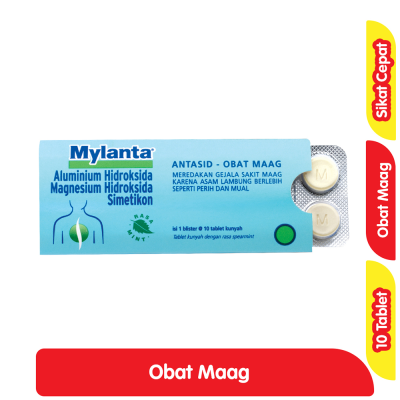 Mylanta®
Aluminium Hidroksida
Magnesium Hidroksida
Simetikon
RASA
MINT
ANTASID - OBAT MAAG
MEREDAKAN GEJALA SAKIT MAAG
KARENA ASAM LAMBUNG BERLEBIH
SEPERTI PERIH DAN MUAL
Isi 1 blister @ 10 tablet kunyah
Tablet kunyah dengan rasa spearmint
M
M
Sikat Cepat
Obat Maag
10 Tablet
Obat Maag